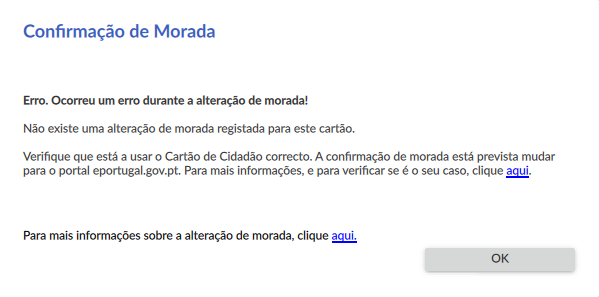 Confirmação de Morada
Erro. Ocorreu um erro durante a alteração de morada!
Não existe uma alteração de morada registada para este cartão.
Verifique que está a usar o Cartão de Cidadão correcto. A confirmação de morada está prevista mudar
para o portal eportugal.gov.pt. Para mais informações, e para verificar se é o seu caso, clique aqui.
Para mais informações sobre a alteração de morada, clique aqui.
OK